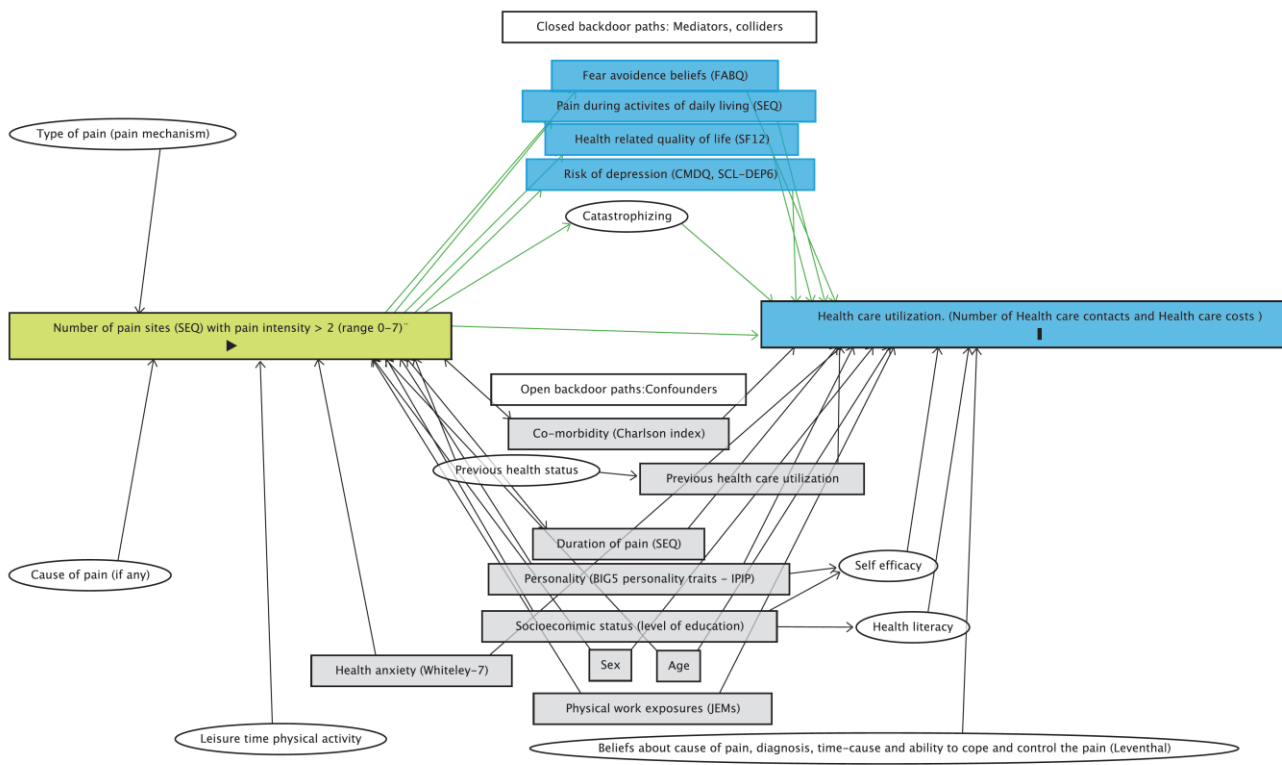 Closed backdoor paths: Mediators, colliders
Fear avoidence beliefs (FABQ)
Pain during activites of daily living (SEQ)
Type of pain (pain mechanism)
Health related quality of life (SF12)
Risk of depression (CMDQ, SCL-DEP6)
Catastrophizing
Number of pain sites (SEQ) with pain intensity > 2 (range 0-7)¨
Health care utilization. (Number of Health care contacts and Health care costs )
Open backdoor paths:Confounders
Co-morbidity (Charlson index)
Previous health status
Previous health care utilization
Duration of pain (SEQ)
Cause of pain (if any)
Personality (BIG5 personality traits - IPIP)
Self efficacy
Socioeconimic status (level of education)
Health literacy
Health anxiety (Whiteley-7)
Sex
Age
Physical work exposures (JEMs)
Leisure time physical activity
Beliefs about cause of pain, diagnosis, time-cause and ability to cope and control the pain (Leventhal)